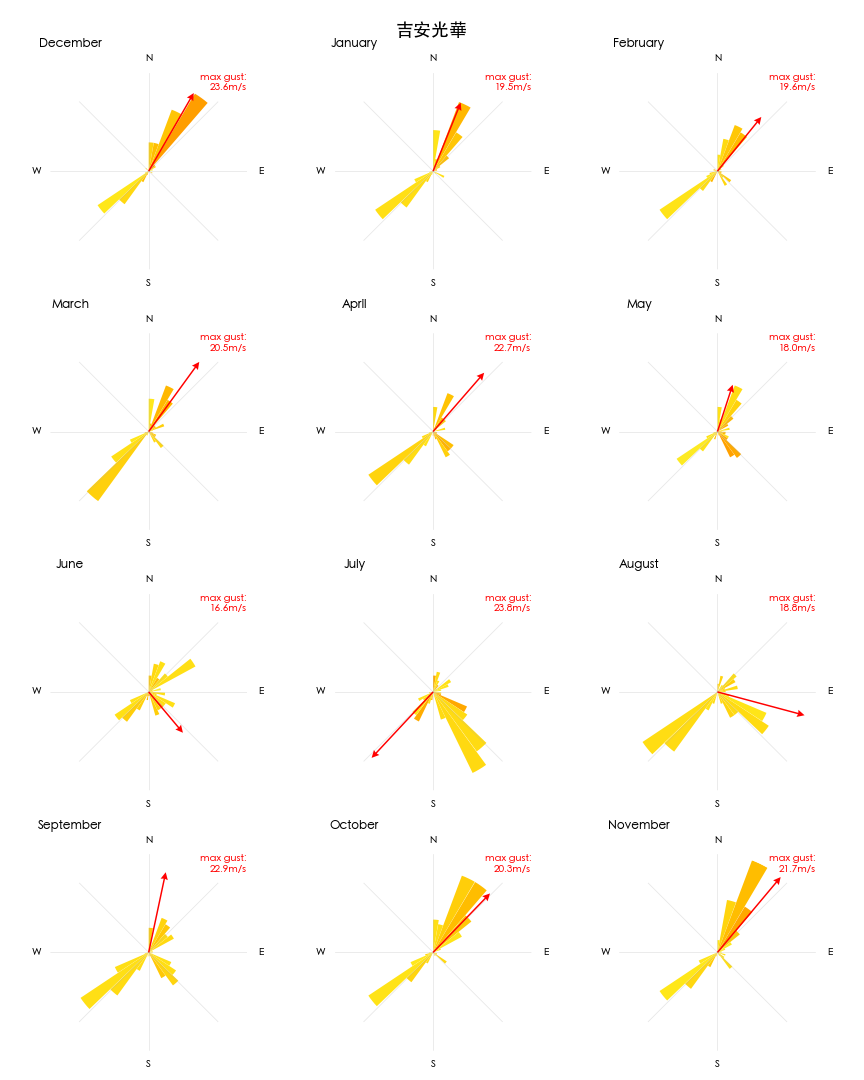 吉安光華
December
N
max gust:
23.6m/s
W
E
S
January
N
max gust:
19.5m/s
W
E
S
February
N
max gust:
19.6m/s
W
E
S
March
N
max gust:
20.5m/s
W
E
S
April
N
max gust:
22.7m/s
W
E
S
May
N
max gust:
18.0m/s
W
E
S
June
N
max gust:
16.6m/s
W
E
S
July
N
max gust:
23.8m/s
W
E
S
August
N
max gust:
18.8m/s
W
E
S
September
N
max gust:
22.9m/s
W
E
S
October
N
max gust:
20.3m/s
W
E
S
November
N
max gust:
21.7m/s
W
E
S